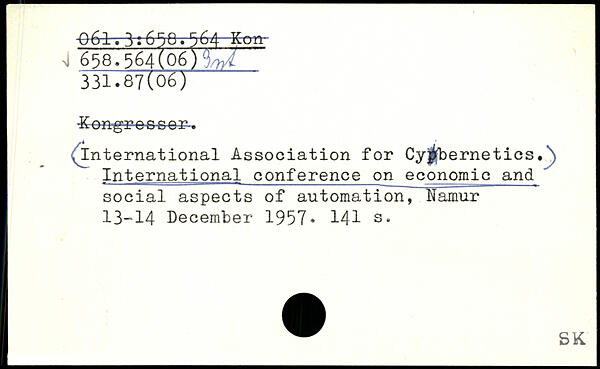 061.3:658.564 Kon
658.564(06) Int
331.87(06)
Kongresser.
(International Association for Cybernetics.)
International conference on economic and
social aspects of automation, Namur
13-14 December 1957. 141 s.
SK